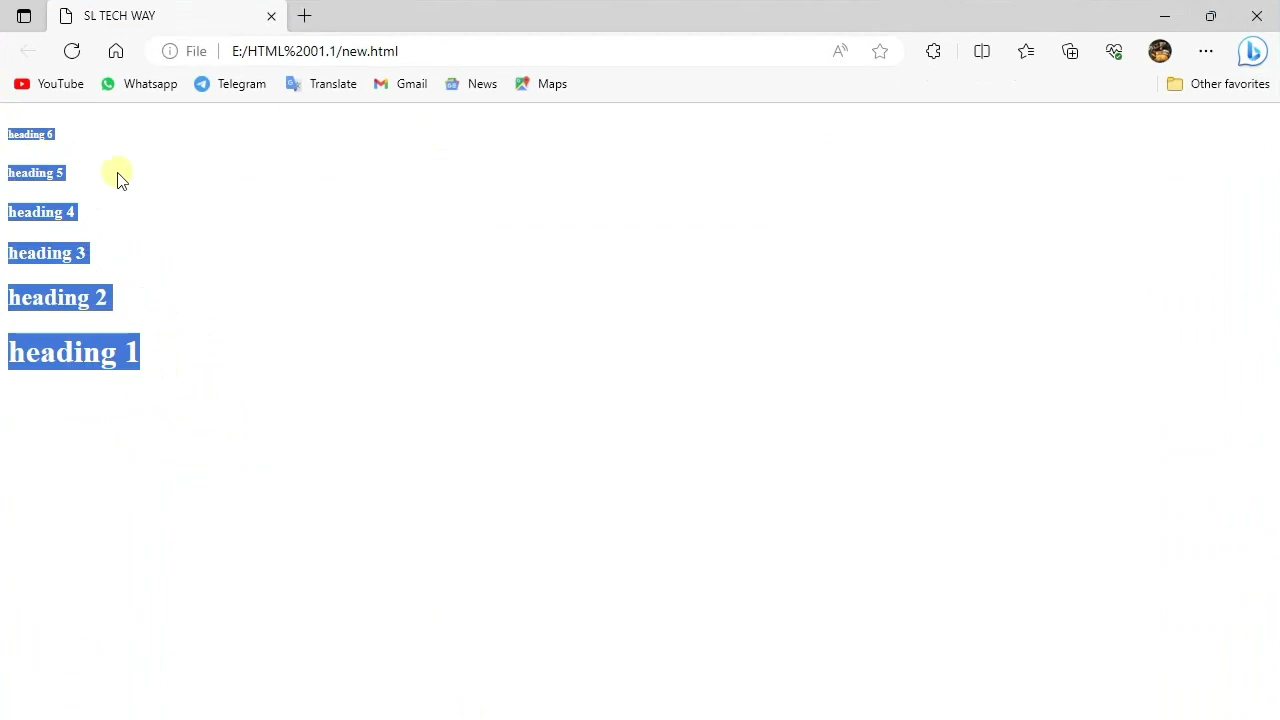 SL TECH WAY
File E:/HTML%2001.1/new.html
YouTube Whatsapp Telegram Translate Gmail News Maps Other favorites
heading 6
heading 5
heading 4
heading 3
heading 2
heading 1